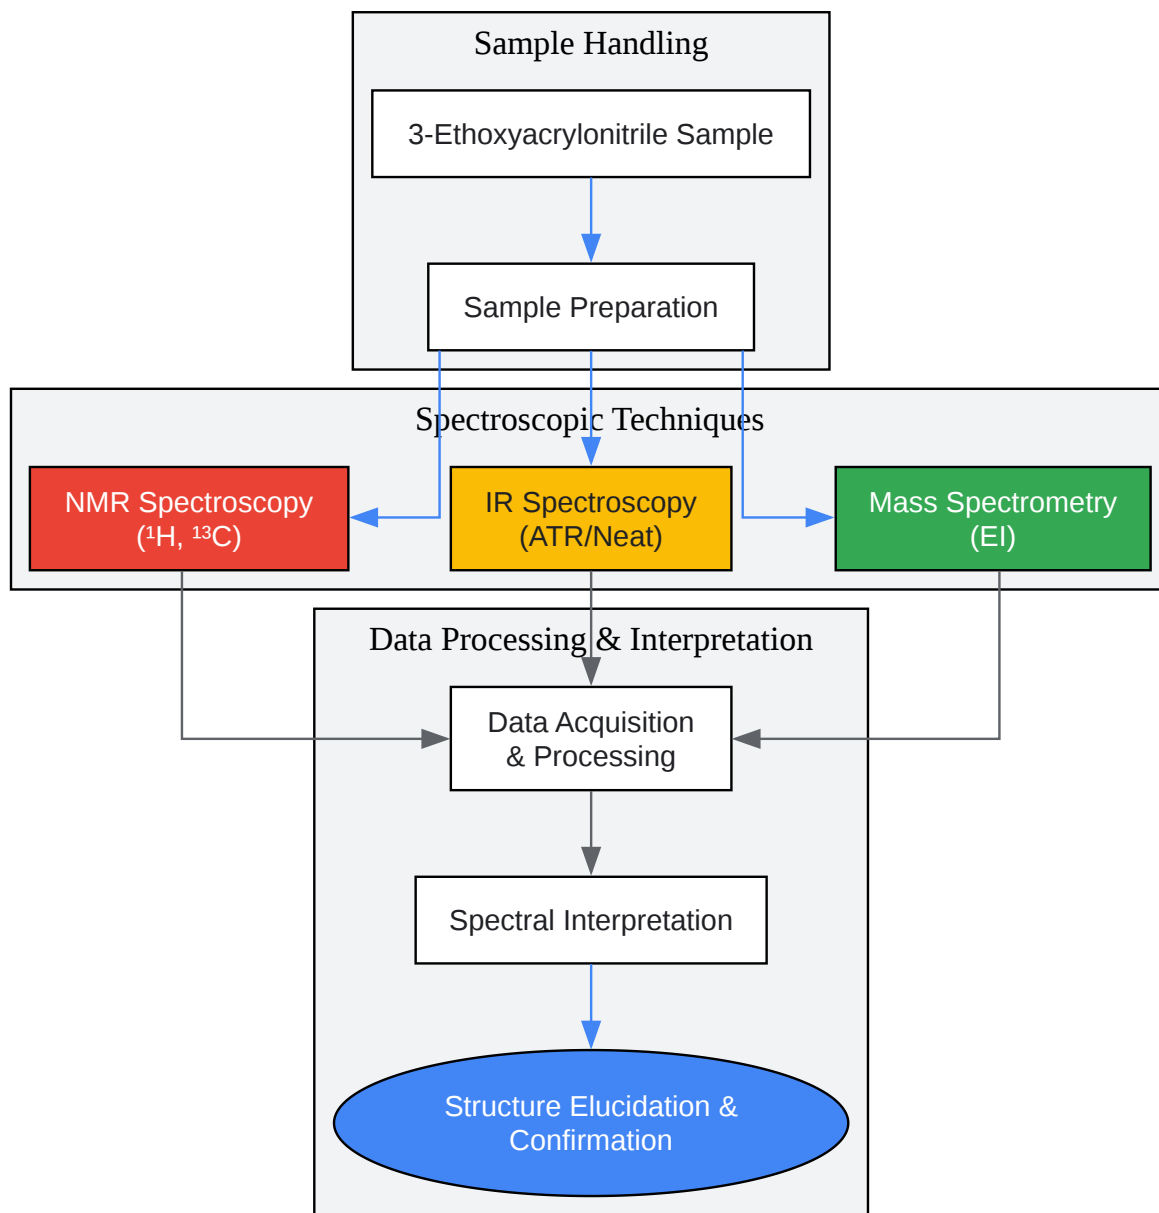 Sample Handling
3-Ethoxyacrylonitrile Sample
Sample Preparation
Spectroscopic Techniques
NMR Spectroscopy
(¹H, ¹³C)
IR Spectroscopy
(ATR/Neat)
Mass Spectrometry
(EI)
Data Processing & Interpretation
Data Acquisition
& Processing
Spectral Interpretation
Structure Elucidation &
Confirmation